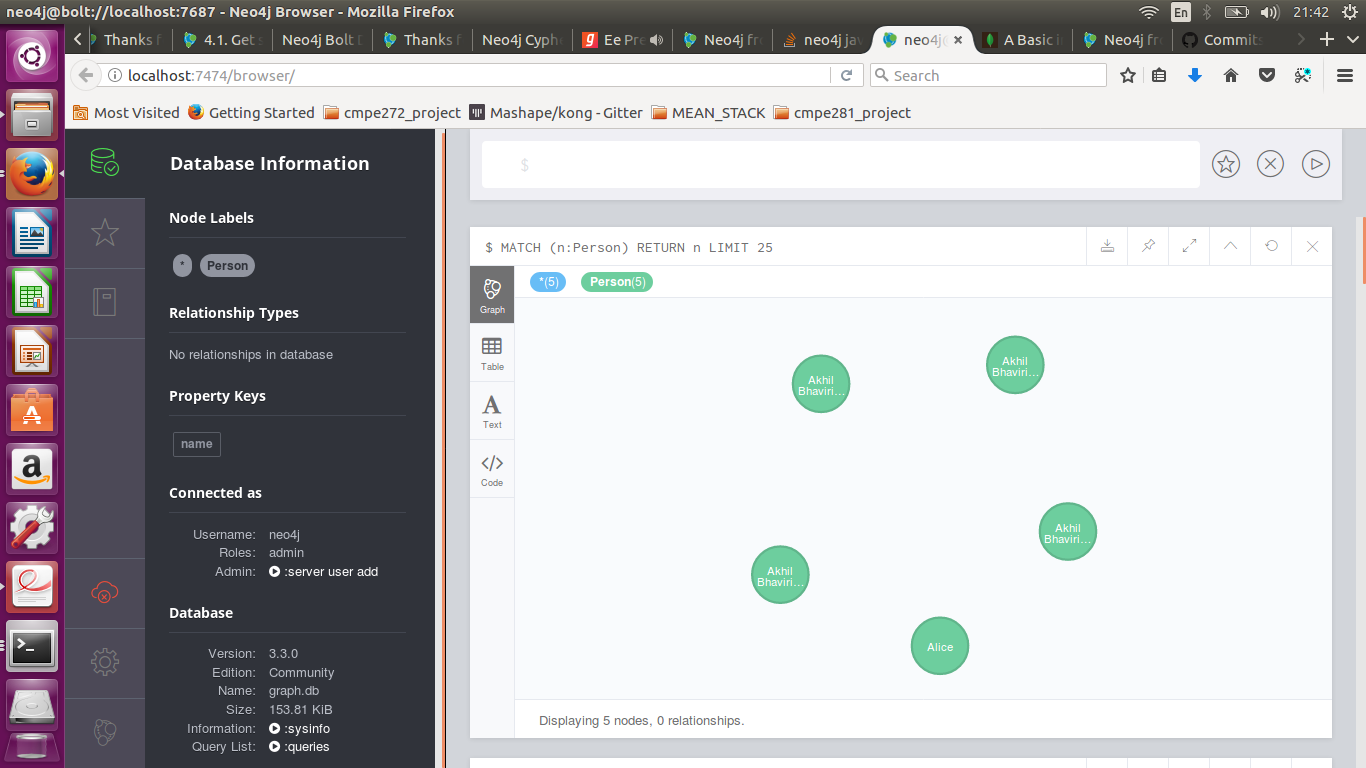 neo4j@bolt://localhost:7687 - Neo4j Browser - Mozilla Firefox
En
21:42
Thanks f
4.1. Get s
Neo4j Bolt D
Thanks f
Neo4j Cyph
Ee Pre
Neo4j fr
neo4j jav
neo4j@
A Basic i
Neo4j fr
Commits
localhost:7474/browser/
Search
Most Visited
Getting Started
cmpe272_project
Mashape/kong - Gitter
MEAN_STACK
cmpe281_project
Database Information
Node Labels
*
Person
Relationship Types
No relationships in database
Property Keys
name
Connected as
Username: neo4j
Roles: admin
Admin: :server user add
Database
Version: 3.3.0
Edition: Community
Name: graph.db
Size: 153.81 KiB
Information: :sysinfo
Query List: :queries
$
$ MATCH (n:Person) RETURN n LIMIT 25
Graph
Table
Text
Code
*(5)
Person(5)
Akhil
Bhaviri…
Akhil
Bhaviri…
Akhil
Bhaviri…
Akhil
Bhaviri…
Alice
Displaying 5 nodes, 0 relationships.